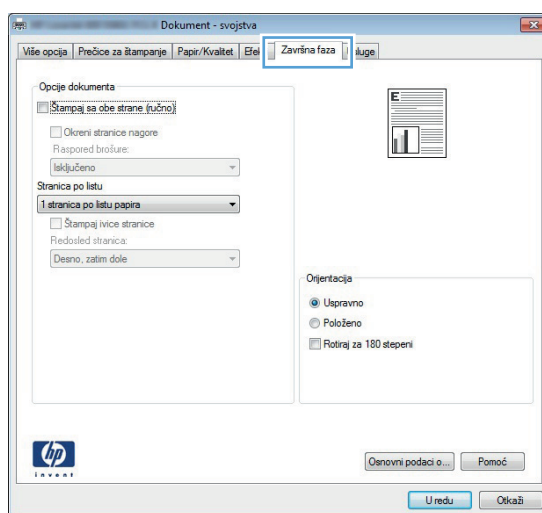 Dokument - svojstva
Više opcija
Prečice za štampanje
Papir/Kvalitet
Završna faza
Opcije dokumenta
Štampaj sa obe strane (ručno)
Okreni stranice nagore
Raspored brošure:
Isključeno
Stranica po listu
1 stranica po listu papira
Štampaj ivice stranice
Redosled stranica:
Desno, zatim dole
E
Orijentacija
Uspravno
Položeno
Rotiraj za 180 stepeni
hp
invent
Osnovni podaci o...
Pomoć
U redu
Otkaži